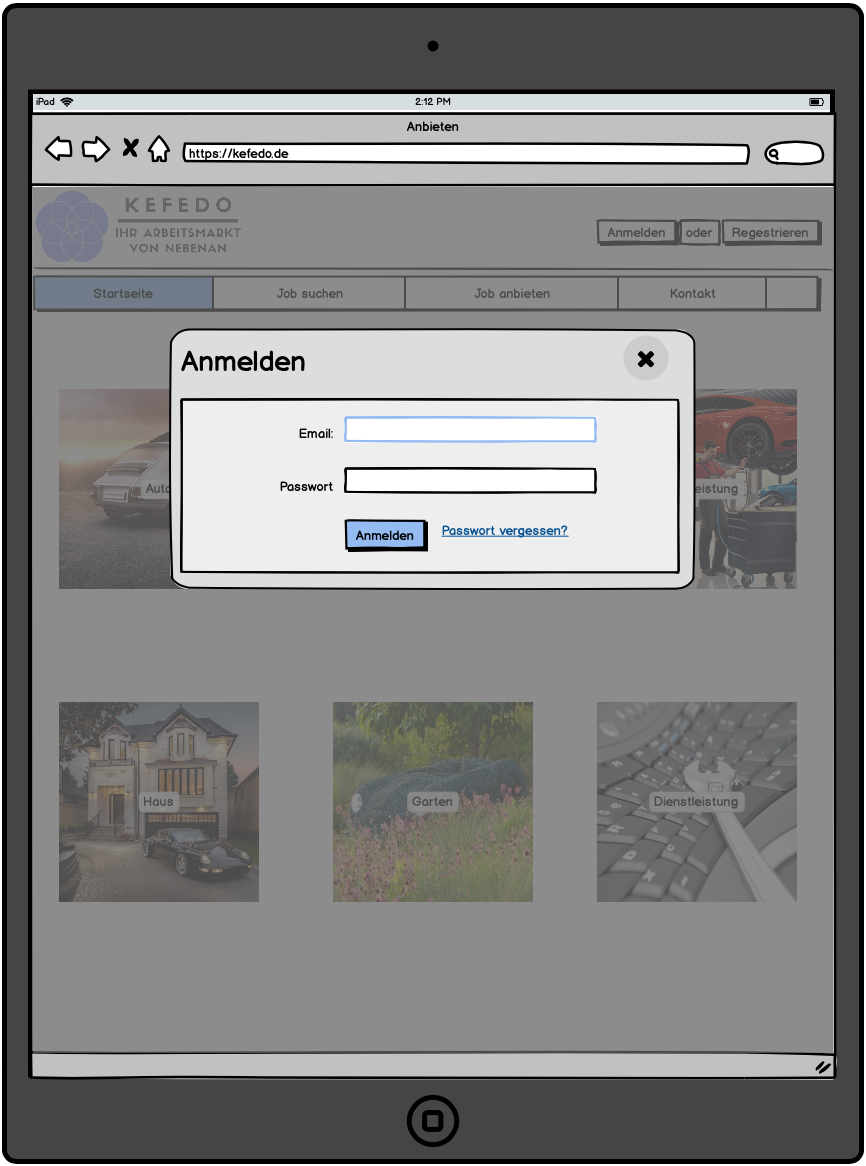 iPad
2:12 PM
Anbieten
https://kefedo.de
KEFEDO
IHR ARBEITSMARKT
VON NEBENAN
Anmelden oder Regestrieren
Startseite Job suchen Job anbieten Kontakt
Anmelden
Email:
Auto
eistung
Passwort
Anmelden Passwort vergessen?
Haus Garten Dienstleistung